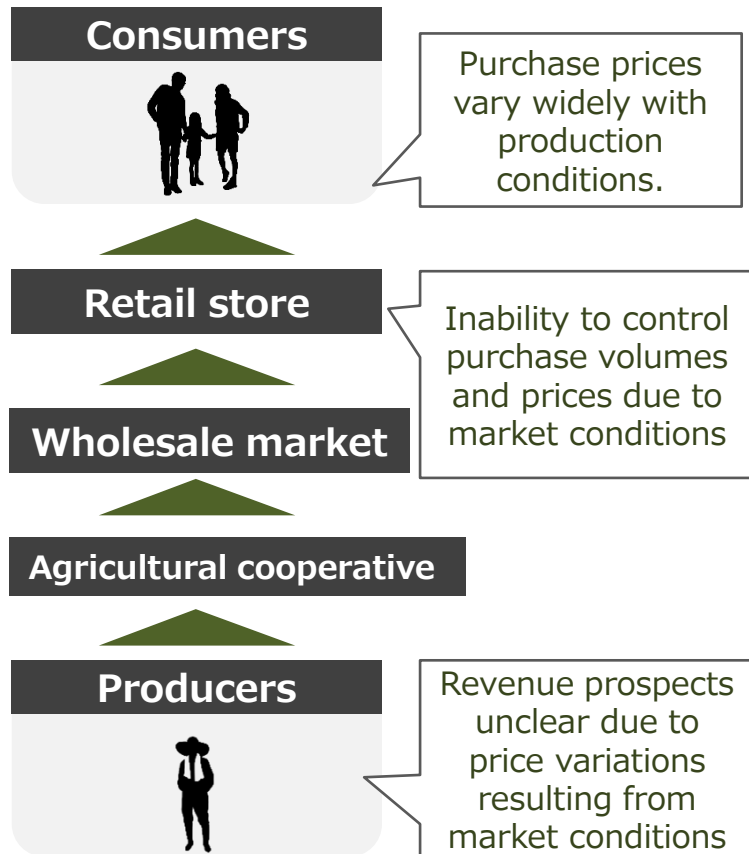 Consumers
Purchase prices
vary widely with
production
conditions.
Retail store
Inability to control
purchase volumes
and prices due to
market conditions
Wholesale market
Agricultural cooperative
Producers
Revenue prospects
unclear due to
price variations
resulting from
market conditions